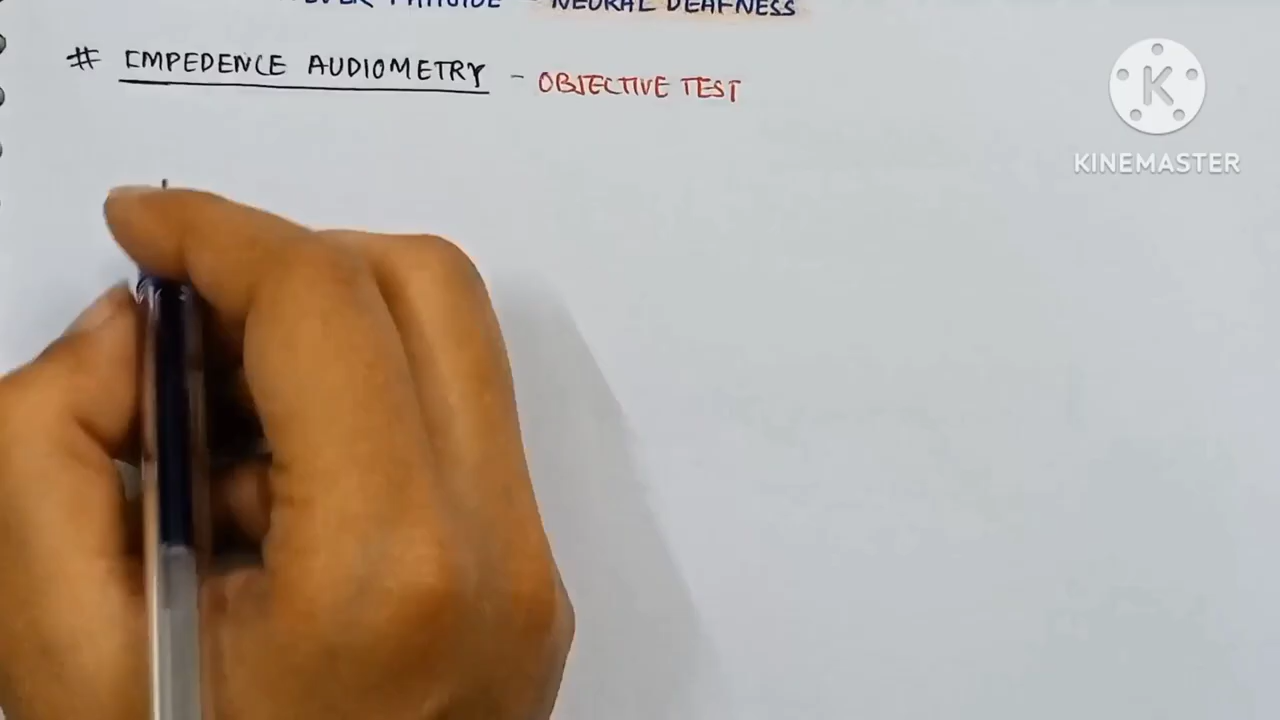 NEURAL DEAFNESS
# IMPEDENCE AUDIOMETRY - OBJECTIVE TEST
K
KINEMASTER